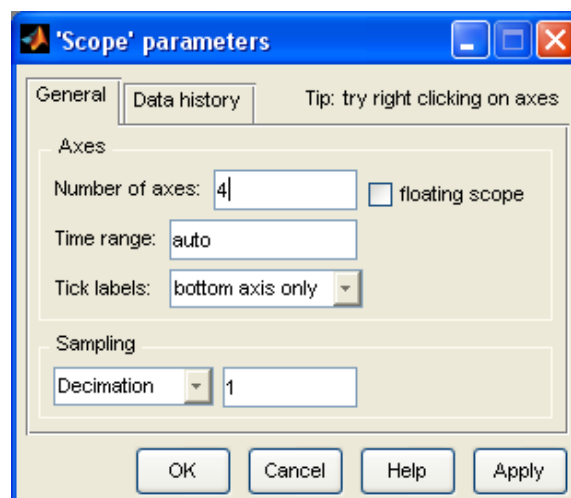 'Scope' parameters
General Data history Tip: try right clicking on axes
Axes
Number of axes: 4 floating scope
Time range: auto
Tick labels: bottom axis only
Sampling
Decimation 1
OK Cancel Help Apply